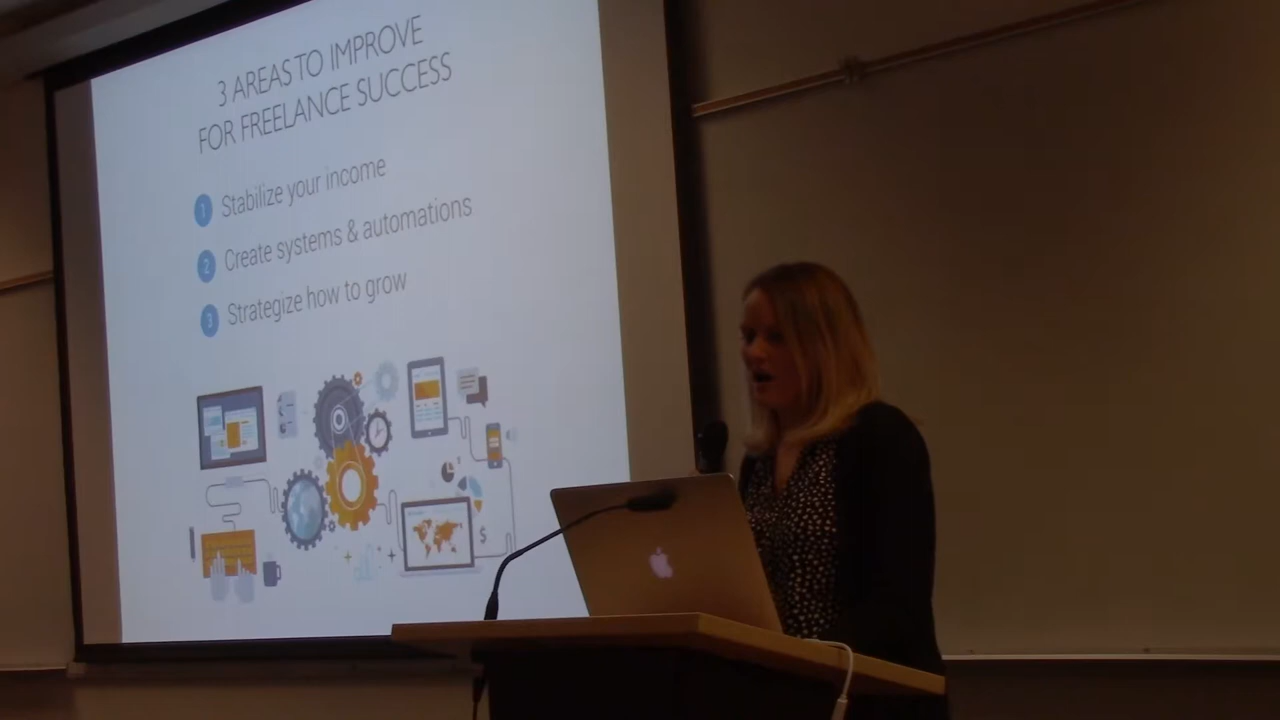 3 AREAS TO IMPROVE
FOR FREELANCE SUCCESS
1 Stabilize your income
2 Create systems & automations
3 Strategize how to grow
$